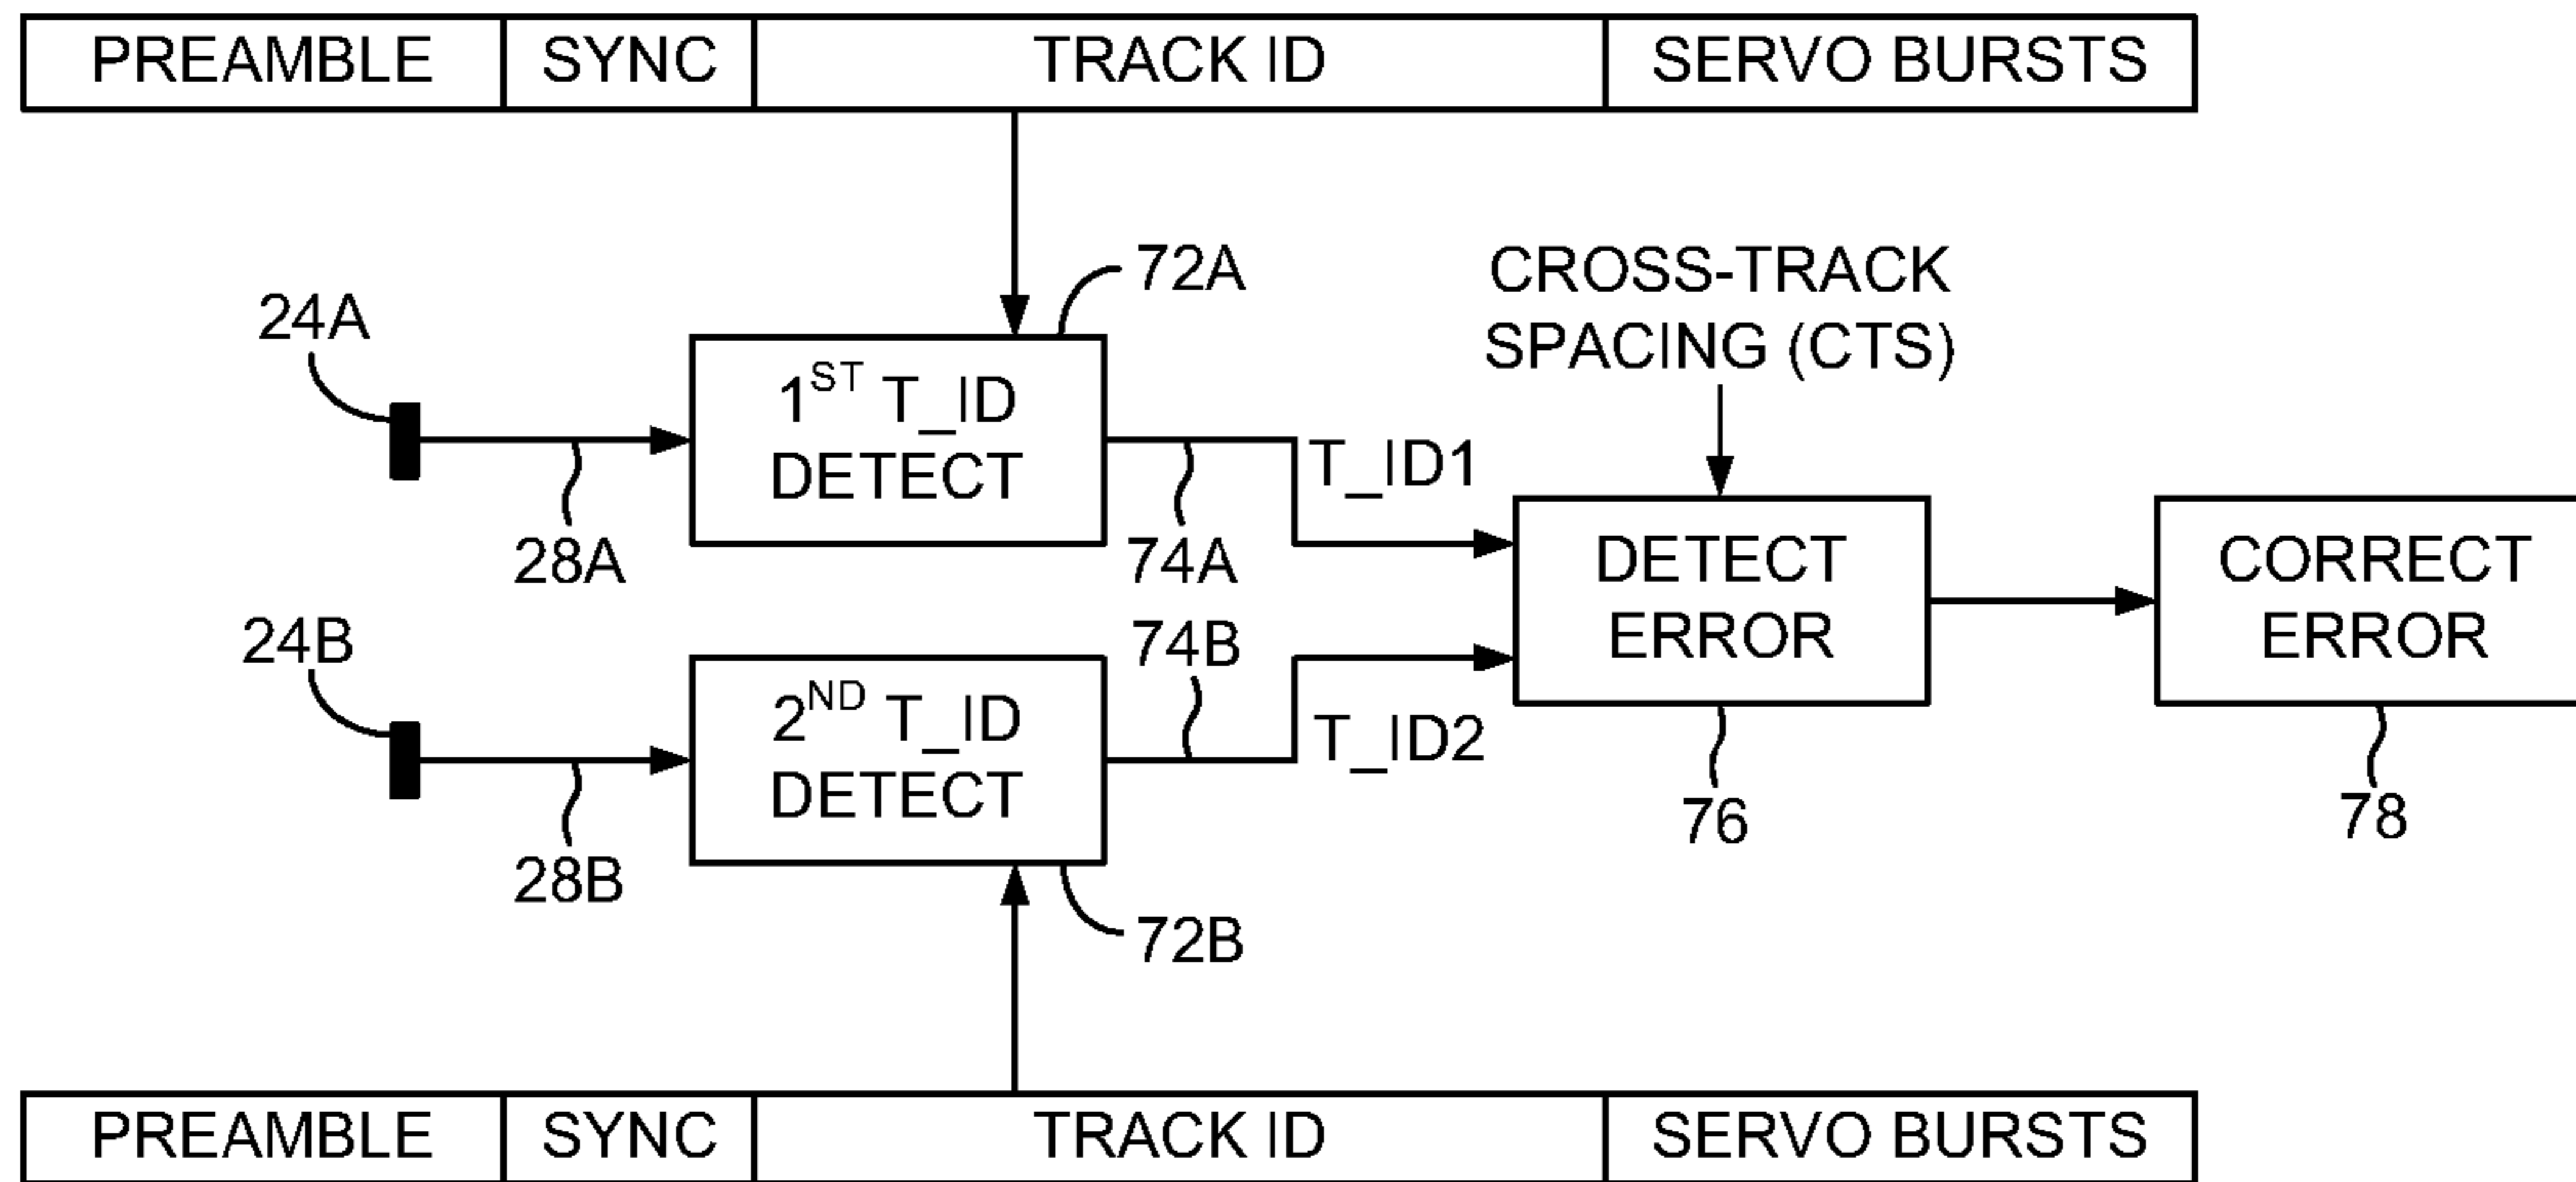 PREAMBLE SYNC TRACK ID SERVO BURSTS
72A
CROSS-TRACK
SPACING (CTS)
24A
1ST T_ID
DETECT
T_ID1
28A
74A
DETECT
ERROR
CORRECT
ERROR
24B
74B
2ND T_ID
DETECT
T_ID2
76
78
28B
72B
PREAMBLE SYNC TRACK ID SERVO BURSTS